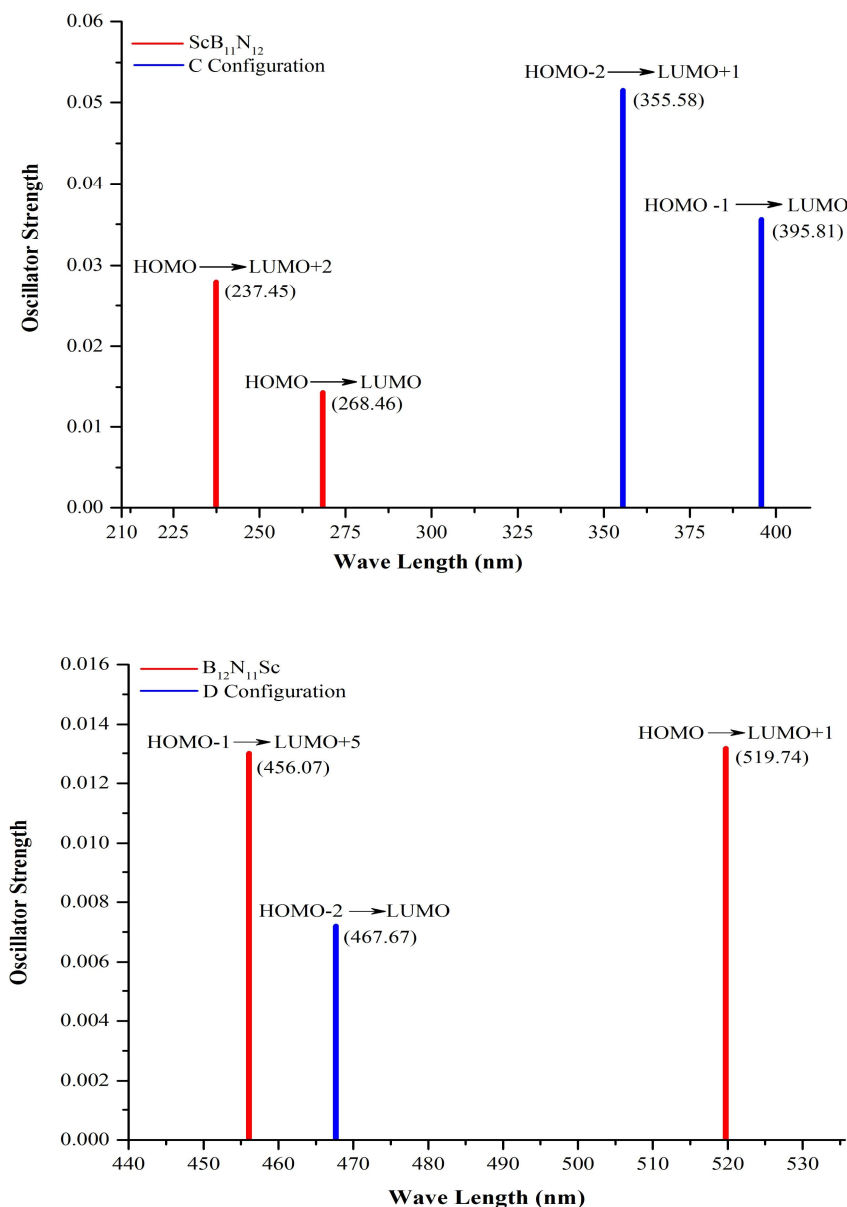 0.06
ScB₁₁N₁₂
C Configuration
HOMO-2 ⟶ LUMO+1
(355.58)
0.05
HOMO -1 ⟶ LUMO
(395.81)
0.04
HOMO ⟶ LUMO+2
(237.45)
0.03
0.02
HOMO ⟶ LUMO
(268.46)
0.01
0.00
Oscillator Strength
210 225 250 275 300 325 350 375 400
Wave Length (nm)
0.016
B₁₂N₁₁Sc
D Configuration
HOMO-1 ⟶ LUMO+5
(456.07)
HOMO ⟶ LUMO+1
(519.74)
0.014
0.012
0.010
HOMO-2 ⟶ LUMO
(467.67)
0.008
0.006
0.004
0.002
0.000
Oscillator Strength
440 450 460 470 480 490 500 510 520 530
Wave Length (nm)